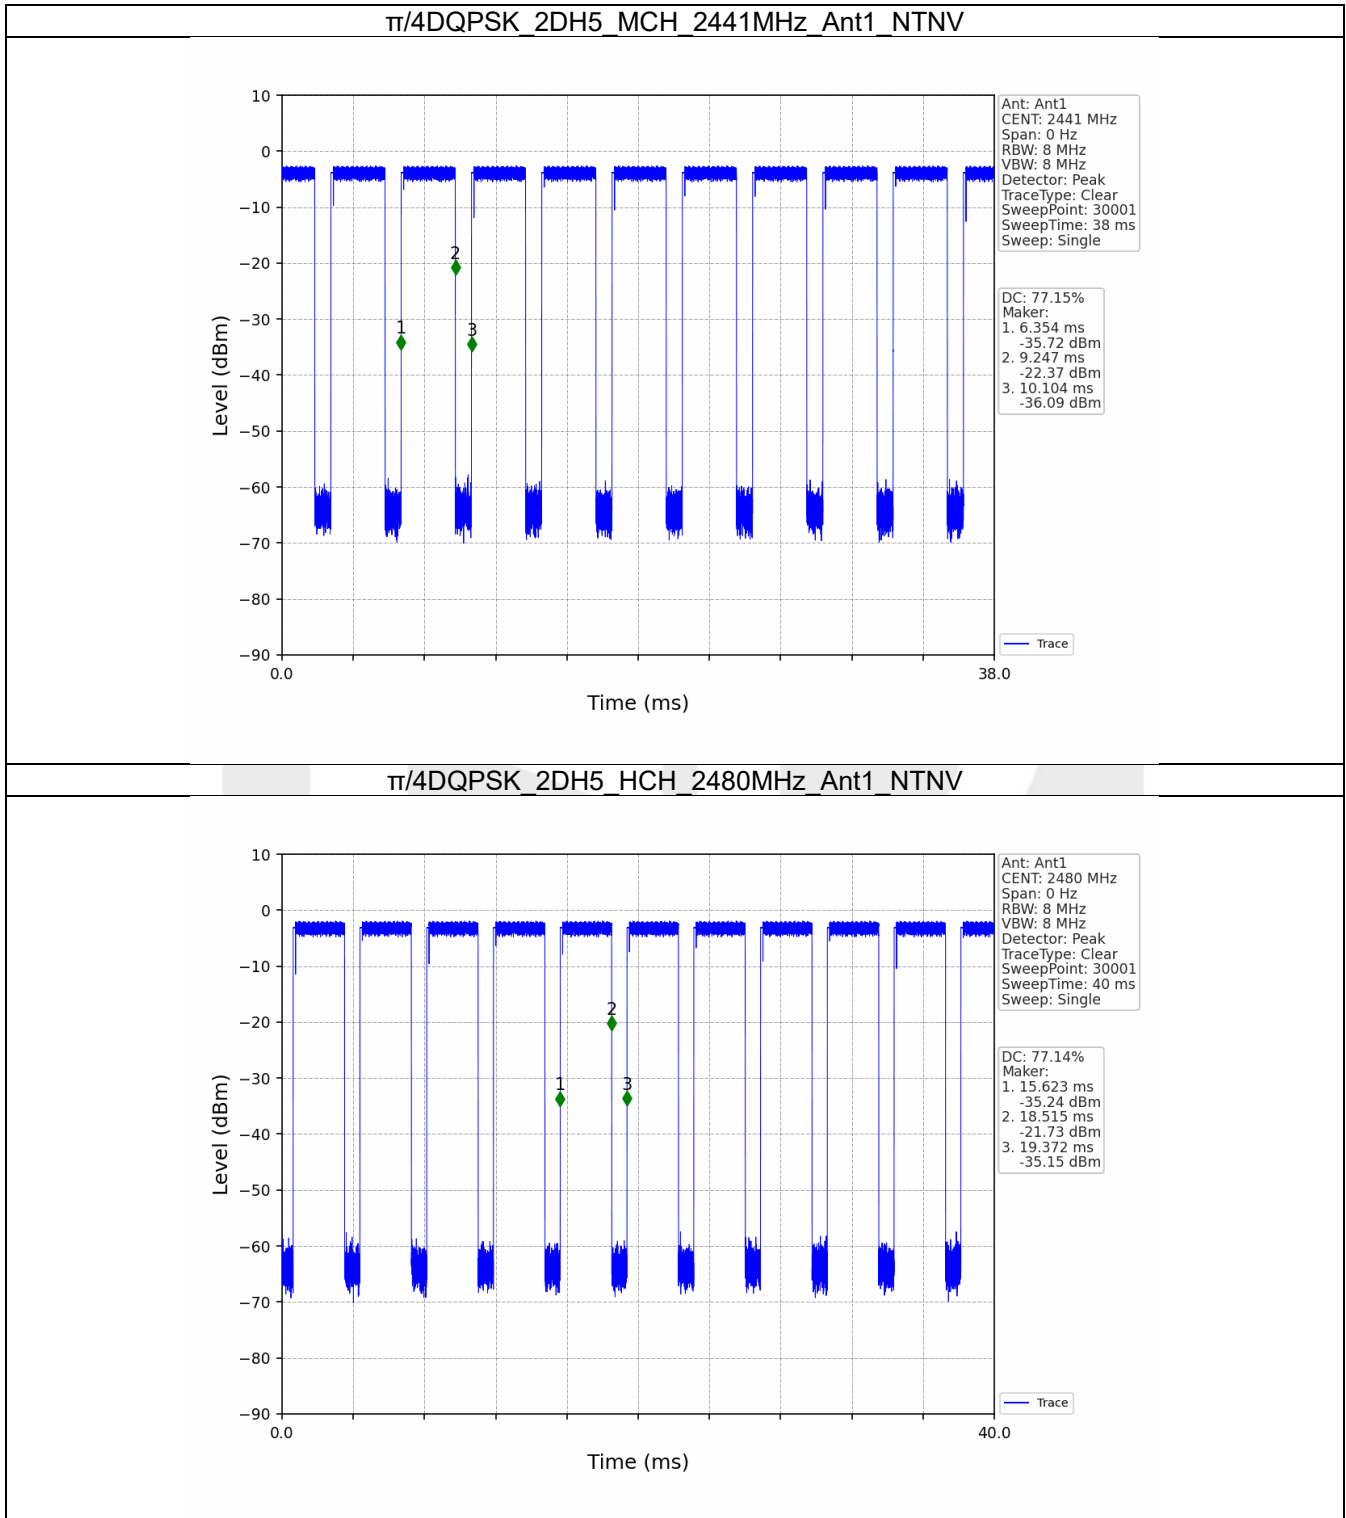 π/4DQPSK_2DH5_MCH_2441MHz_Ant1_NTNV
10
0
−10
−20
−30
−40
−50
−60
−70
−80
−90
Level (dBm)
0.0
38.0
Time (ms)
1
2
3
Ant: Ant1
CENT: 2441 MHz
Span: 0 Hz
RBW: 8 MHz
VBW: 8 MHz
Detector: Peak
TraceType: Clear
SweepPoint: 30001
SweepTime: 38 ms
Sweep: Single
DC: 77.15%
Maker:
1. 6.354 ms
-35.72 dBm
2. 9.247 ms
-22.37 dBm
3. 10.104 ms
-36.09 dBm
Trace
π/4DQPSK_2DH5_HCH_2480MHz_Ant1_NTNV
10
0
−10
−20
−30
−40
−50
−60
−70
−80
−90
Level (dBm)
0.0
40.0
Time (ms)
1
2
3
Ant: Ant1
CENT: 2480 MHz
Span: 0 Hz
RBW: 8 MHz
VBW: 8 MHz
Detector: Peak
TraceType: Clear
SweepPoint: 30001
SweepTime: 40 ms
Sweep: Single
DC: 77.14%
Maker:
1. 15.623 ms
-35.24 dBm
2. 18.515 ms
-21.73 dBm
3. 19.372 ms
-35.15 dBm
Trace